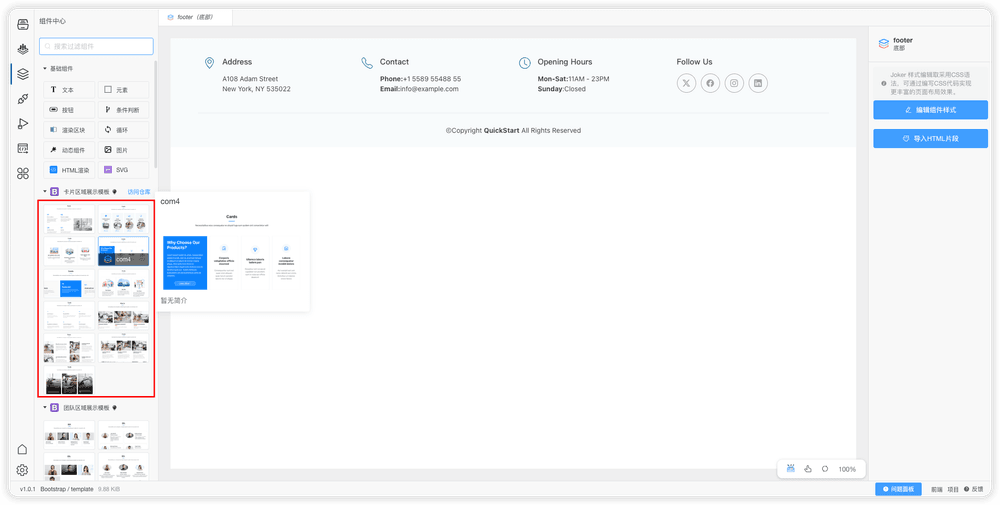 组件中心
footer（底部）
搜索过滤组件
基础组件
文本
元素
按钮
条件判断
渲染区块
循环
动态组件
图片
HTML渲染
SVG
卡片区域展示模板
访问仓库
com4
团队区域展示模板
Address
A108 Adam Street
New York, NY 535022
Contact
Phone:+1 5589 55488 55
Email:info@example.com
Opening Hours
Mon-Sat:11AM - 23PM
Sunday:Closed
Follow Us
©Copyright QuickStart All Rights Reserved
com4
Cards
Why Choose Our
Products?
暂无简介
footer
底部
Joker 样式编辑取采用CSS语
法，可通过编写CSS代码实现
更丰富的页面布局效果。
编辑组件样式
导入HTML片段
100%
v1.0.1
Bootstrap / template
9.88 KiB
问题面板
前端
项目
反馈